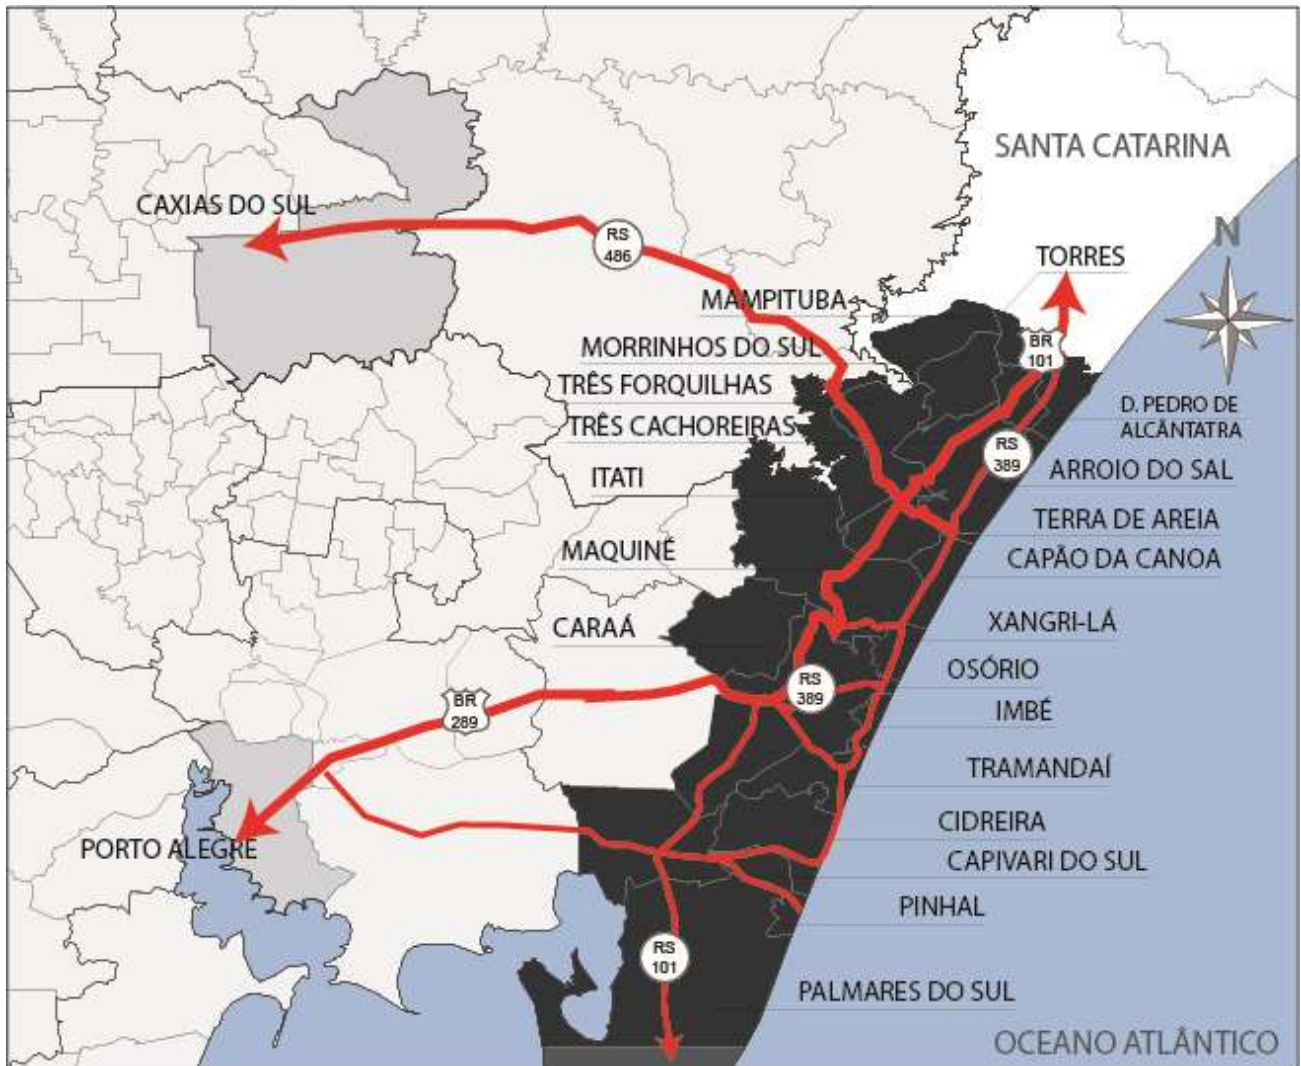 SANTA CATARINA
CAXIAS DO SUL
N
RS
486
TORRES
MAMPITUBA
BR
101
MORRINHOS DO SUL
TRÊS FORQUILHAS
D. PEDRO DE
ALCÂNTATRA
TRÊS CACHOREIRAS
RS
389
ARROIO DO SAL
ITATI
TERRA DE AREIA
MAQUINÉ
CAPÃO DA CANOA
CARAÁ
XANGRI-LÁ
OSÓRIO
RS
389
BR
289
IMBÉ
TRAMANDAÍ
CIDREIRA
PORTO ALEGRE
CAPIVARI DO SUL
PINHAL
RS
101
PALMARES DO SUL
OCEANO ATLÂNTICO